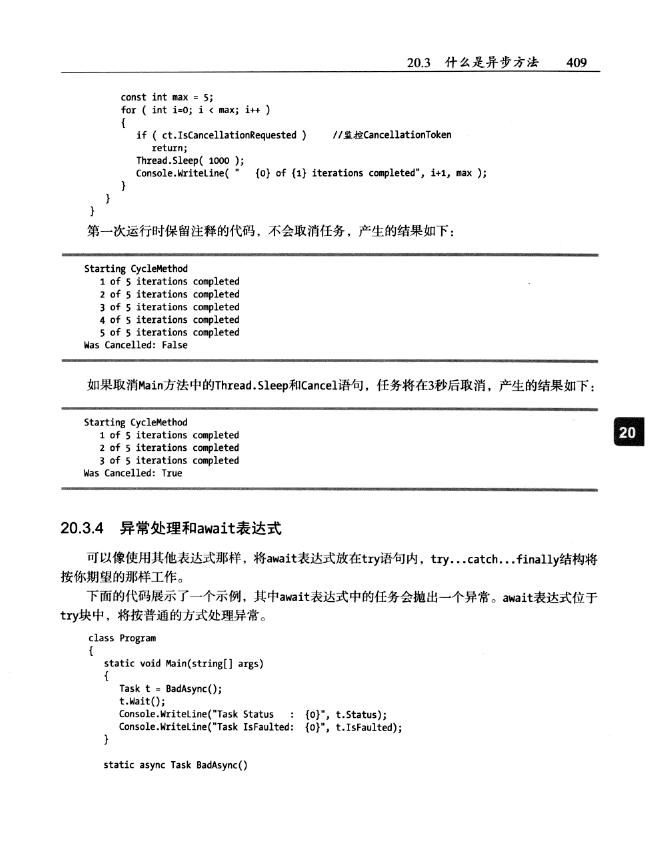 20.3 什么是异步方法 409
const int max = 5;
for ( int i=0; i < max; i++ )
{
if ( ct.IsCancellationRequested ) //监控CancellationToken
return;
Thread.Sleep( 1000 );
Console.WriteLine( " {0} of {1} iterations completed", i+1, max );
}
}
}
第一次运行时保留注释的代码，不会取消任务，产生的结果如下：
Starting CycleMethod
1 of 5 iterations completed
2 of 5 iterations completed
3 of 5 iterations completed
4 of 5 iterations completed
5 of 5 iterations completed
Was Cancelled: False
如果取消Main方法中的Thread.Sleep和Cancel语句，任务将在3秒后取消，产生的结果如下：
Starting CycleMethod
1 of 5 iterations completed
2 of 5 iterations completed
3 of 5 iterations completed
Was Cancelled: True
20
20.3.4 异常处理和await表达式
可以像使用其他表达式那样，将await表达式放在try语句内，try...catch...finally结构将
按你期望的那样工作。
下面的代码展示了一个示例，其中await表达式中的任务会抛出一个异常。await表达式位于
try块中，将按普通的方式处理异常。
class Program
{
static void Main(string[] args)
{
Task t = BadAsync();
t.Wait();
Console.WriteLine("Task Status : {0}", t.Status);
Console.WriteLine("Task IsFaulted: {0}", t.IsFaulted);
}
static async Task BadAsync()